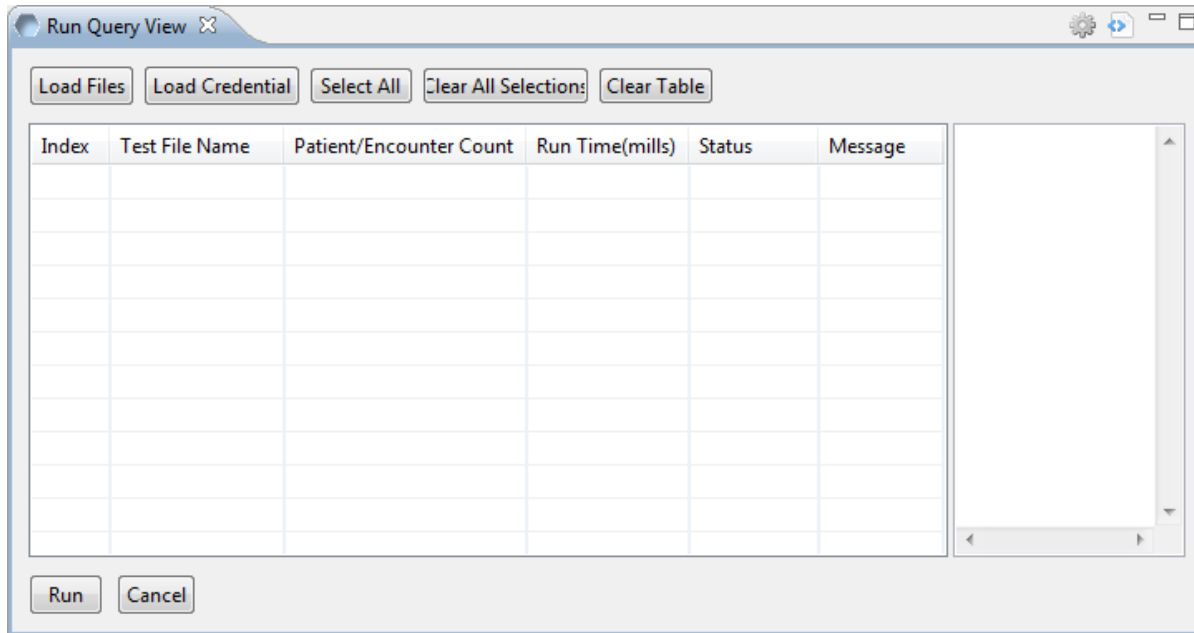 Run Query View
Load Files Load Credential Select All Clear All Selections Clear Table
Index Test File Name Patient/Encounter Count Run Time(mills) Status Message
Run Cancel